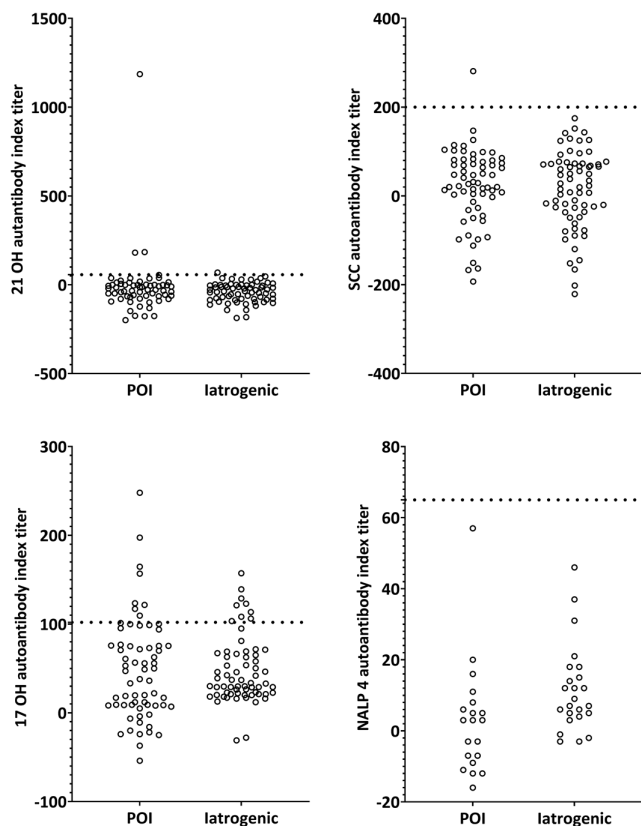 21 OH autantibody index titer
1500
1000
500
0
-500
POI
Iatrogenic
SCC autoantibody index titer
400
200
0
-200
-400
POI
Iatrogenic
17 OH autoantibody index titer
300
200
100
0
-100
POI
Iatrogenic
NALP 4 autoantibody index titer
80
60
40
20
0
-20
POI
Iatrogenic